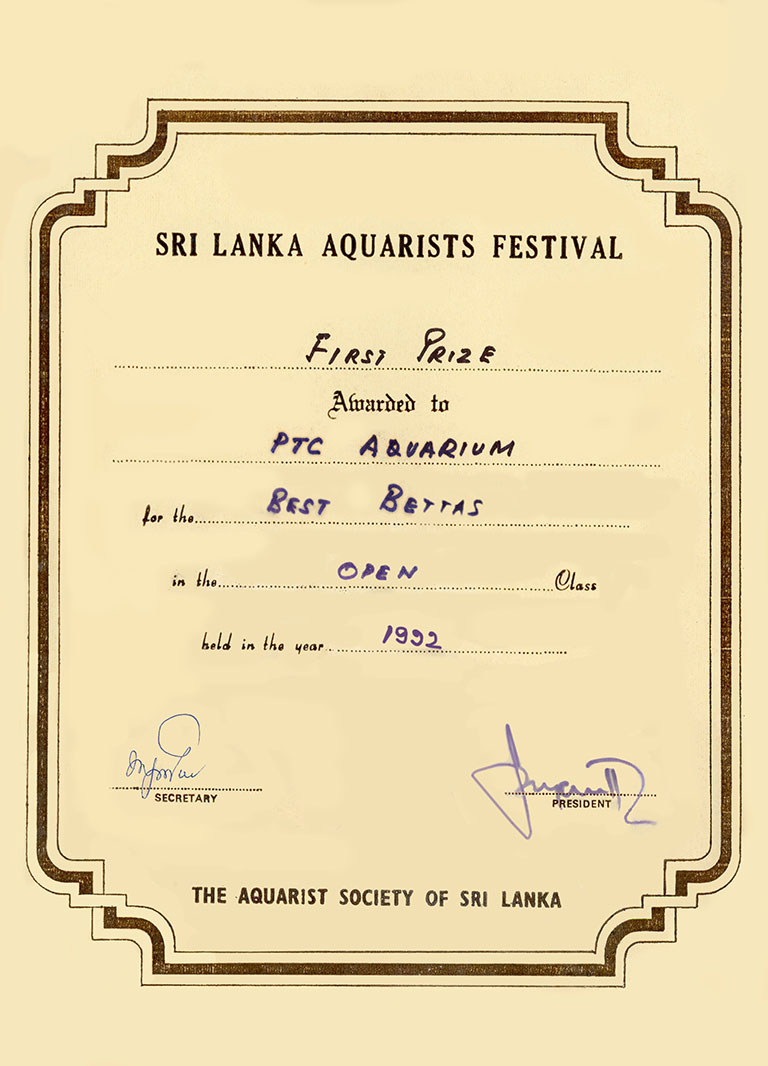 SRI LANKA AQUARISTS FESTIVAL
FIRST PRIZE
Awarded to
PTC AQUARIUM
for the BEST BETTAS
in the OPEN Class
held in the year 1992
SECRETARY
PRESIDENT
THE AQUARIST SOCIETY OF SRI LANKA